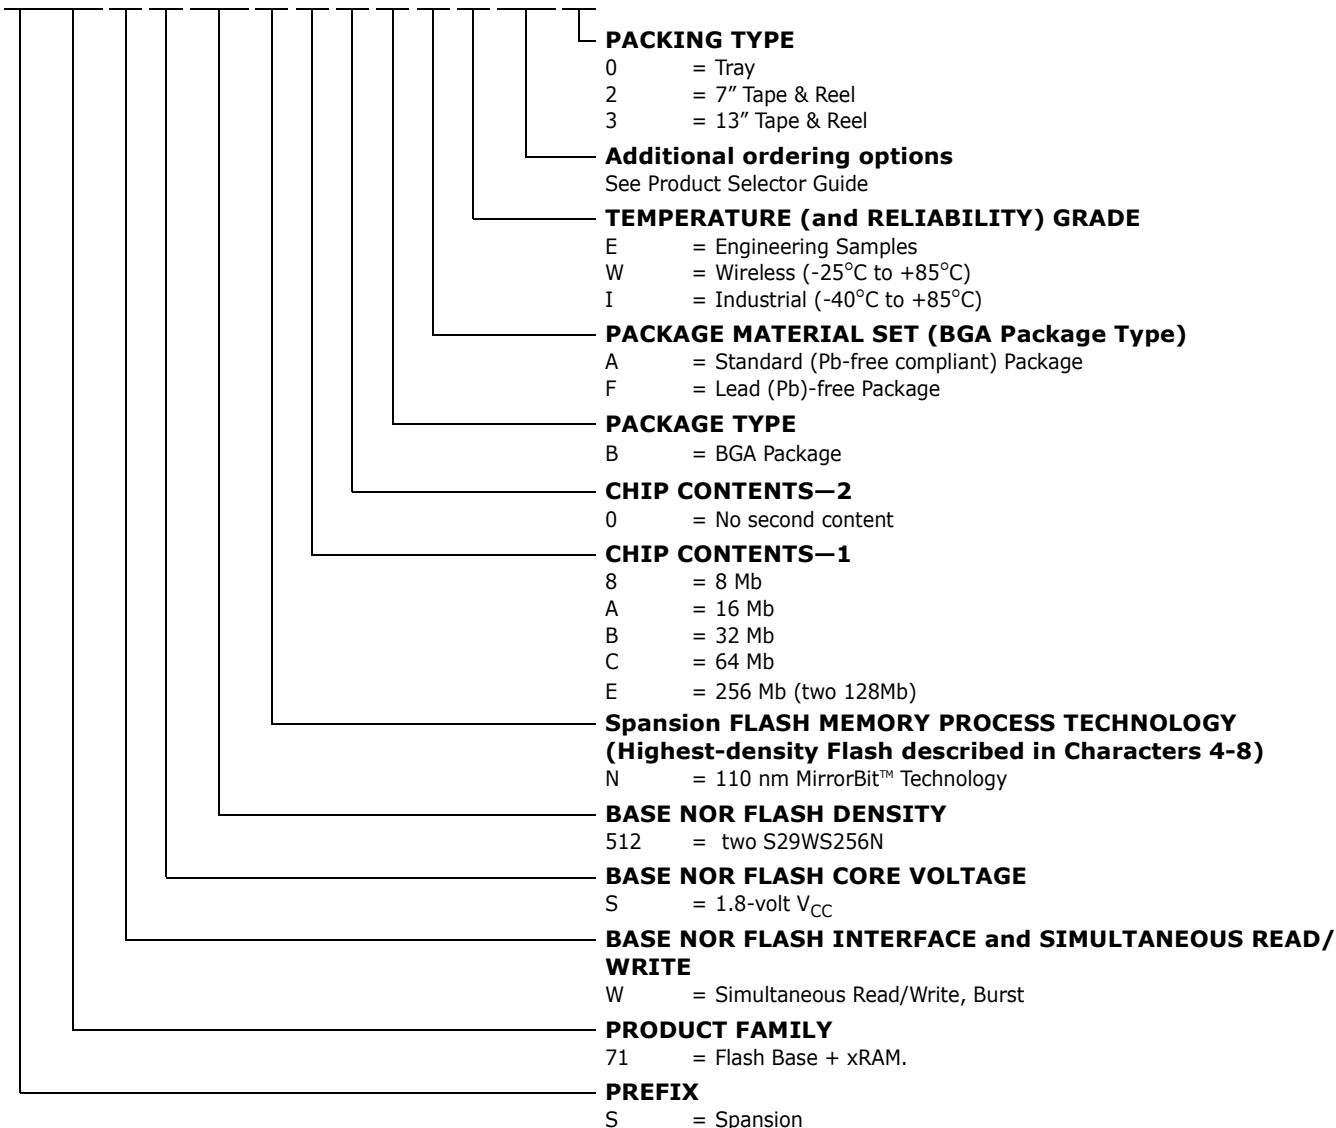 PACKING TYPE
0 = Tray
2 = 7” Tape & Reel
3 = 13” Tape & Reel
Additional ordering options
See Product Selector Guide
TEMPERATURE (and RELIABILITY) GRADE
E = Engineering Samples
W = Wireless (-25°C to +85°C)
I = Industrial (-40°C to +85°C)
PACKAGE MATERIAL SET (BGA Package Type)
A = Standard (Pb-free compliant) Package
F = Lead (Pb)-free Package
PACKAGE TYPE
B = BGA Package
CHIP CONTENTS—2
0 = No second content
CHIP CONTENTS—1
8 = 8 Mb
A = 16 Mb
B = 32 Mb
C = 64 Mb
E = 256 Mb (two 128Mb)
Spansion FLASH MEMORY PROCESS TECHNOLOGY
(Highest-density Flash described in Characters 4-8)
N = 110 nm MirrorBit™ Technology
BASE NOR FLASH DENSITY
512 = two S29WS256N
BASE NOR FLASH CORE VOLTAGE
S = 1.8-volt VCC
BASE NOR FLASH INTERFACE and SIMULTANEOUS READ/
WRITE
W = Simultaneous Read/Write, Burst
PRODUCT FAMILY
71 = Flash Base + xRAM.
PREFIX
S = Spansion